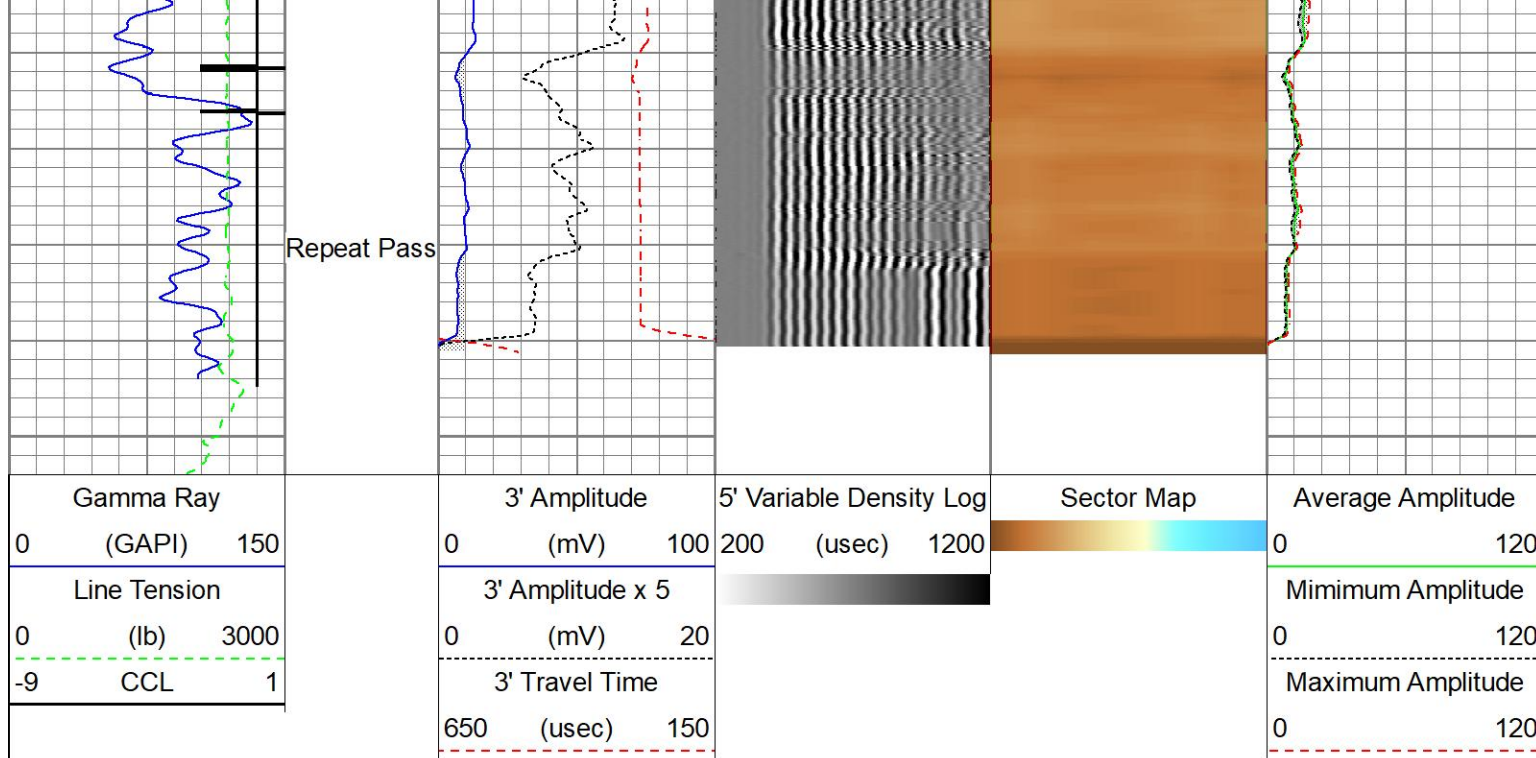 Repeat Pass
Gamma Ray
0 (GAPI) 150
Line Tension
0 (lb) 3000
-9 CCL 1
3' Amplitude
0 (mV) 100
3' Amplitude x 5
0 (mV) 20
3' Travel Time
650 (usec) 150
5' Variable Density Log
200 (usec) 1200
Sector Map
Average Amplitude
0 120
Mimimum Amplitude
0 120
Maximum Amplitude
0 120